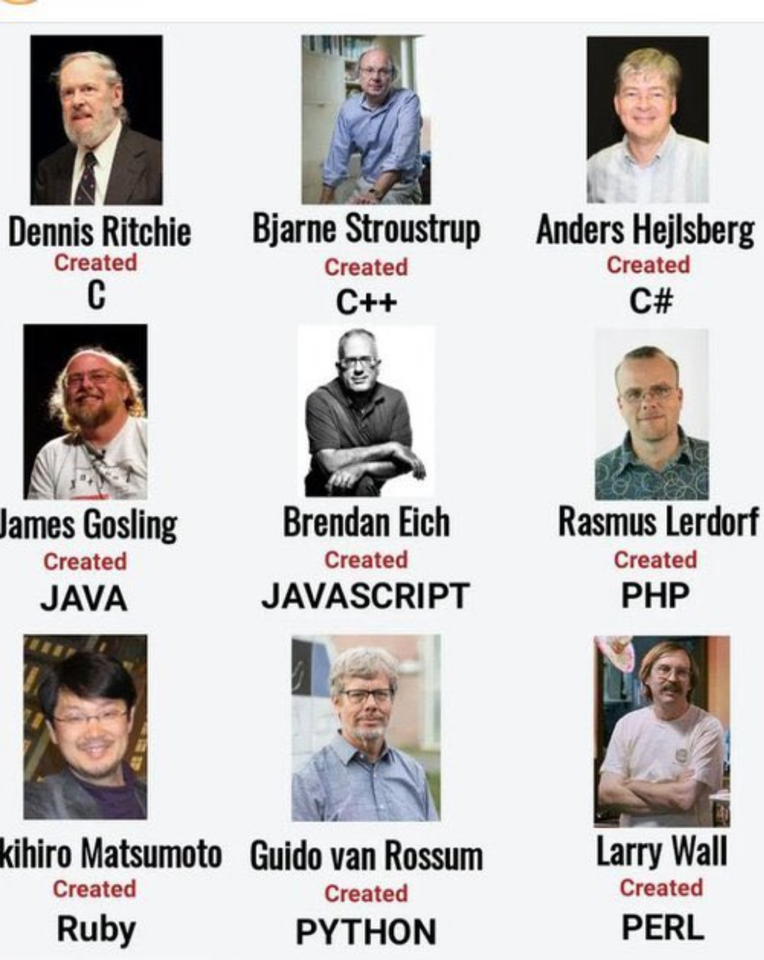 Dennis Ritchie
Created
C
Bjarne Stroustrup
Created
C++
Anders Hejlsberg
Created
C#
James Gosling
Created
JAVA
Brendan Eich
Created
JAVASCRIPT
Rasmus Lerdorf
Created
PHP
kihiro Matsumoto
Created
Ruby
Guido van Rossum
Created
PYTHON
Larry Wall
Created
PERL